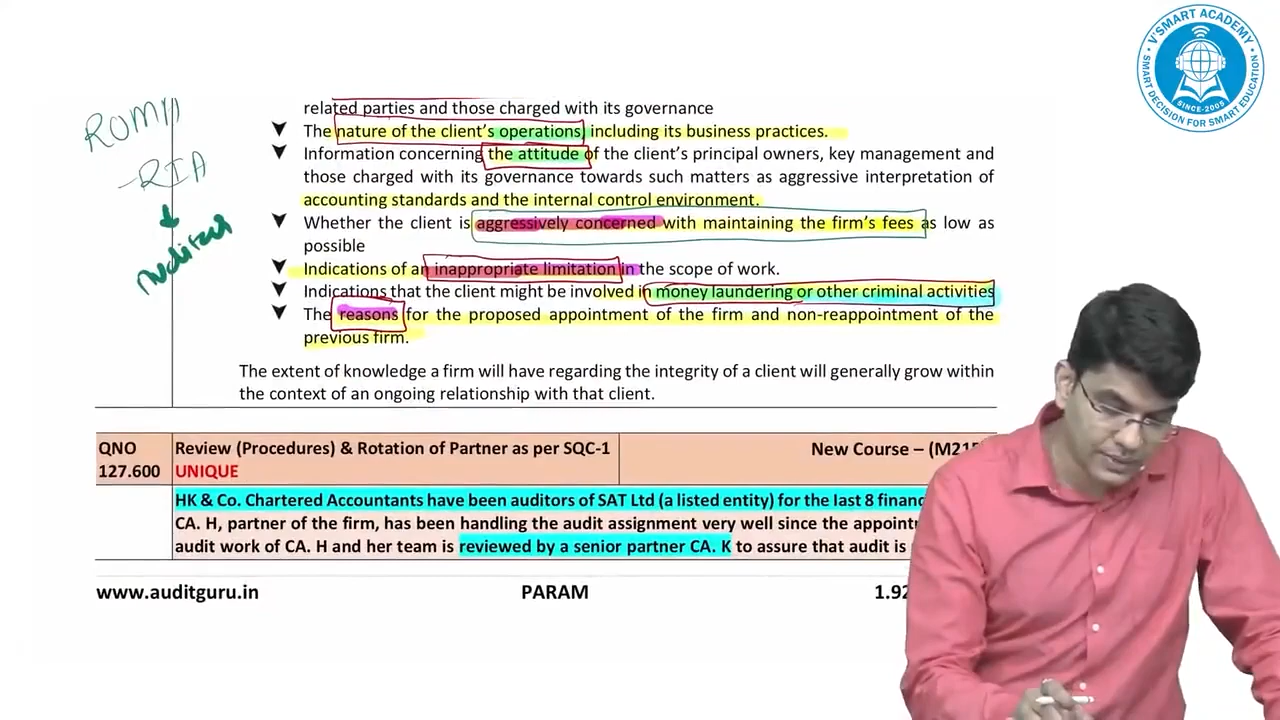 V'SMART ACADEMY
SINCE-2005
SMART DECISION FOR SMART EDUCATION
related parties and those charged with its governance
The nature of the client's operations, including its business practices.
Information concerning the attitude of the client's principal owners, key management and
those charged with its governance towards such matters as aggressive interpretation of
accounting standards and the internal control environment.
Whether the client is aggressively concerned with maintaining the firm's fees as low as
possible
Indications of an inappropriate limitation in the scope of work.
Indications that the client might be involved in money laundering or other criminal activities
The reasons for the proposed appointment of the firm and non-reappointment of the
previous firm.
The extent of knowledge a firm will have regarding the integrity of a client will generally grow within
the context of an ongoing relationship with that client.
-RIA
QNO
127.600
Review (Procedures) & Rotation of Partner as per SQC-1
UNIQUE
New Course – (M21
HK & Co. Chartered Accountants have been auditors of SAT Ltd (a listed entity) for the last 8 financ
CA. H, partner of the firm, has been handling the audit assignment very well since the appoint
audit work of CA. H and her team is reviewed by a senior partner CA. K to assure that audit is
www.auditguru.in
PARAM
1.92